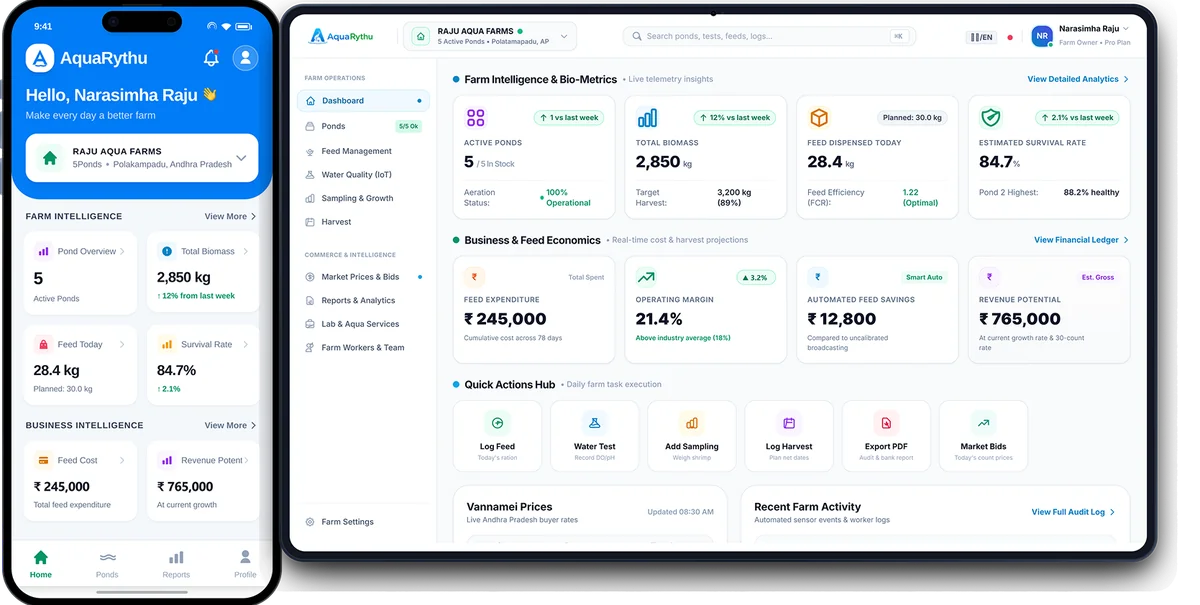 9:41
AquaRythu
Hello, Narasimha Raju 👋
Make every day a better farm
RAJU AQUA FARMS
5Ponds • Polakampadu, Andhra Pradesh
FARM INTELLIGENCE
View More >
Pond Overview >
5
Active Ponds
Total Biomass >
2,850 kg
↑ 12% from last week
Feed Today >
28.4 kg
Planned: 30.0 kg
Survival Rate >
84.7%
↑ 2.1%
BUSINESS INTELLIGENCE
View More >
Feed Cost >
₹ 245,000
Total feed expenditure
Revenue Potent >
₹ 765,000
At current growth
Home
Ponds
Reports
Profile
AquaRythu
RAJU AQUA FARMS
5 Active Ponds • Polatamapadu, AP
Search ponds, tests, feeds, logs...
⌘K
/EN
NR
Narasimha Raju
Farm Owner • Pro Plan
FARM OPERATIONS
Dashboard
Ponds
5/5 Ok
Feed Management
Water Quality (IoT)
Sampling & Growth
Harvest
COMMERCE & INTELLIGENCE
Market Prices & Bids
Reports & Analytics
Lab & Aqua Services
Farm Workers & Team
Farm Settings
Farm Intelligence & Bio-Metrics • Live telemetry insights
View Detailed Analytics >
↑ 1 vs last week
ACTIVE PONDS
5 / 5 In Stock
Aeration Status:
• 100% Operational
↑ 12% vs last week
TOTAL BIOMASS
2,850 kg
Target Harvest:
3,200 kg (89%)
Planned: 30.0 kg
FEED DISPENSED TODAY
28.4 kg
Feed Efficiency (FCR):
1.22 (Optimal)
↑ 2.1% vs last week
ESTIMATED SURVIVAL RATE
84.7%
Pond 2 Highest:
88.2% healthy
Business & Feed Economics • Real-time cost & harvest projections
View Financial Ledger >
₹
Total Spent
FEED EXPENDITURE
₹ 245,000
Cumulative cost across 78 days
▲ 3.2%
OPERATING MARGIN
21.4%
Above industry average (18%)
₹
Smart Auto
AUTOMATED FEED SAVINGS
₹ 12,800
Compared to uncalibrated
broadcasting
₹
Est. Gross
REVENUE POTENTIAL
₹ 765,000
At current growth rate & 30-count
rate
Quick Actions Hub • Daily farm task execution
Log Feed
Today's ration
Water Test
Record DO/pH
Add Sampling
Weigh shrimp
Log Harvest
Plan net dates
Export PDF
Audit & bank report
Market Bids
Today's count prices
Vannamei Prices
Live Andhra Pradesh buyer rates
Updated 08:30 AM
Recent Farm Activity
Automated sensor events & worker logs
View Full Audit Log >